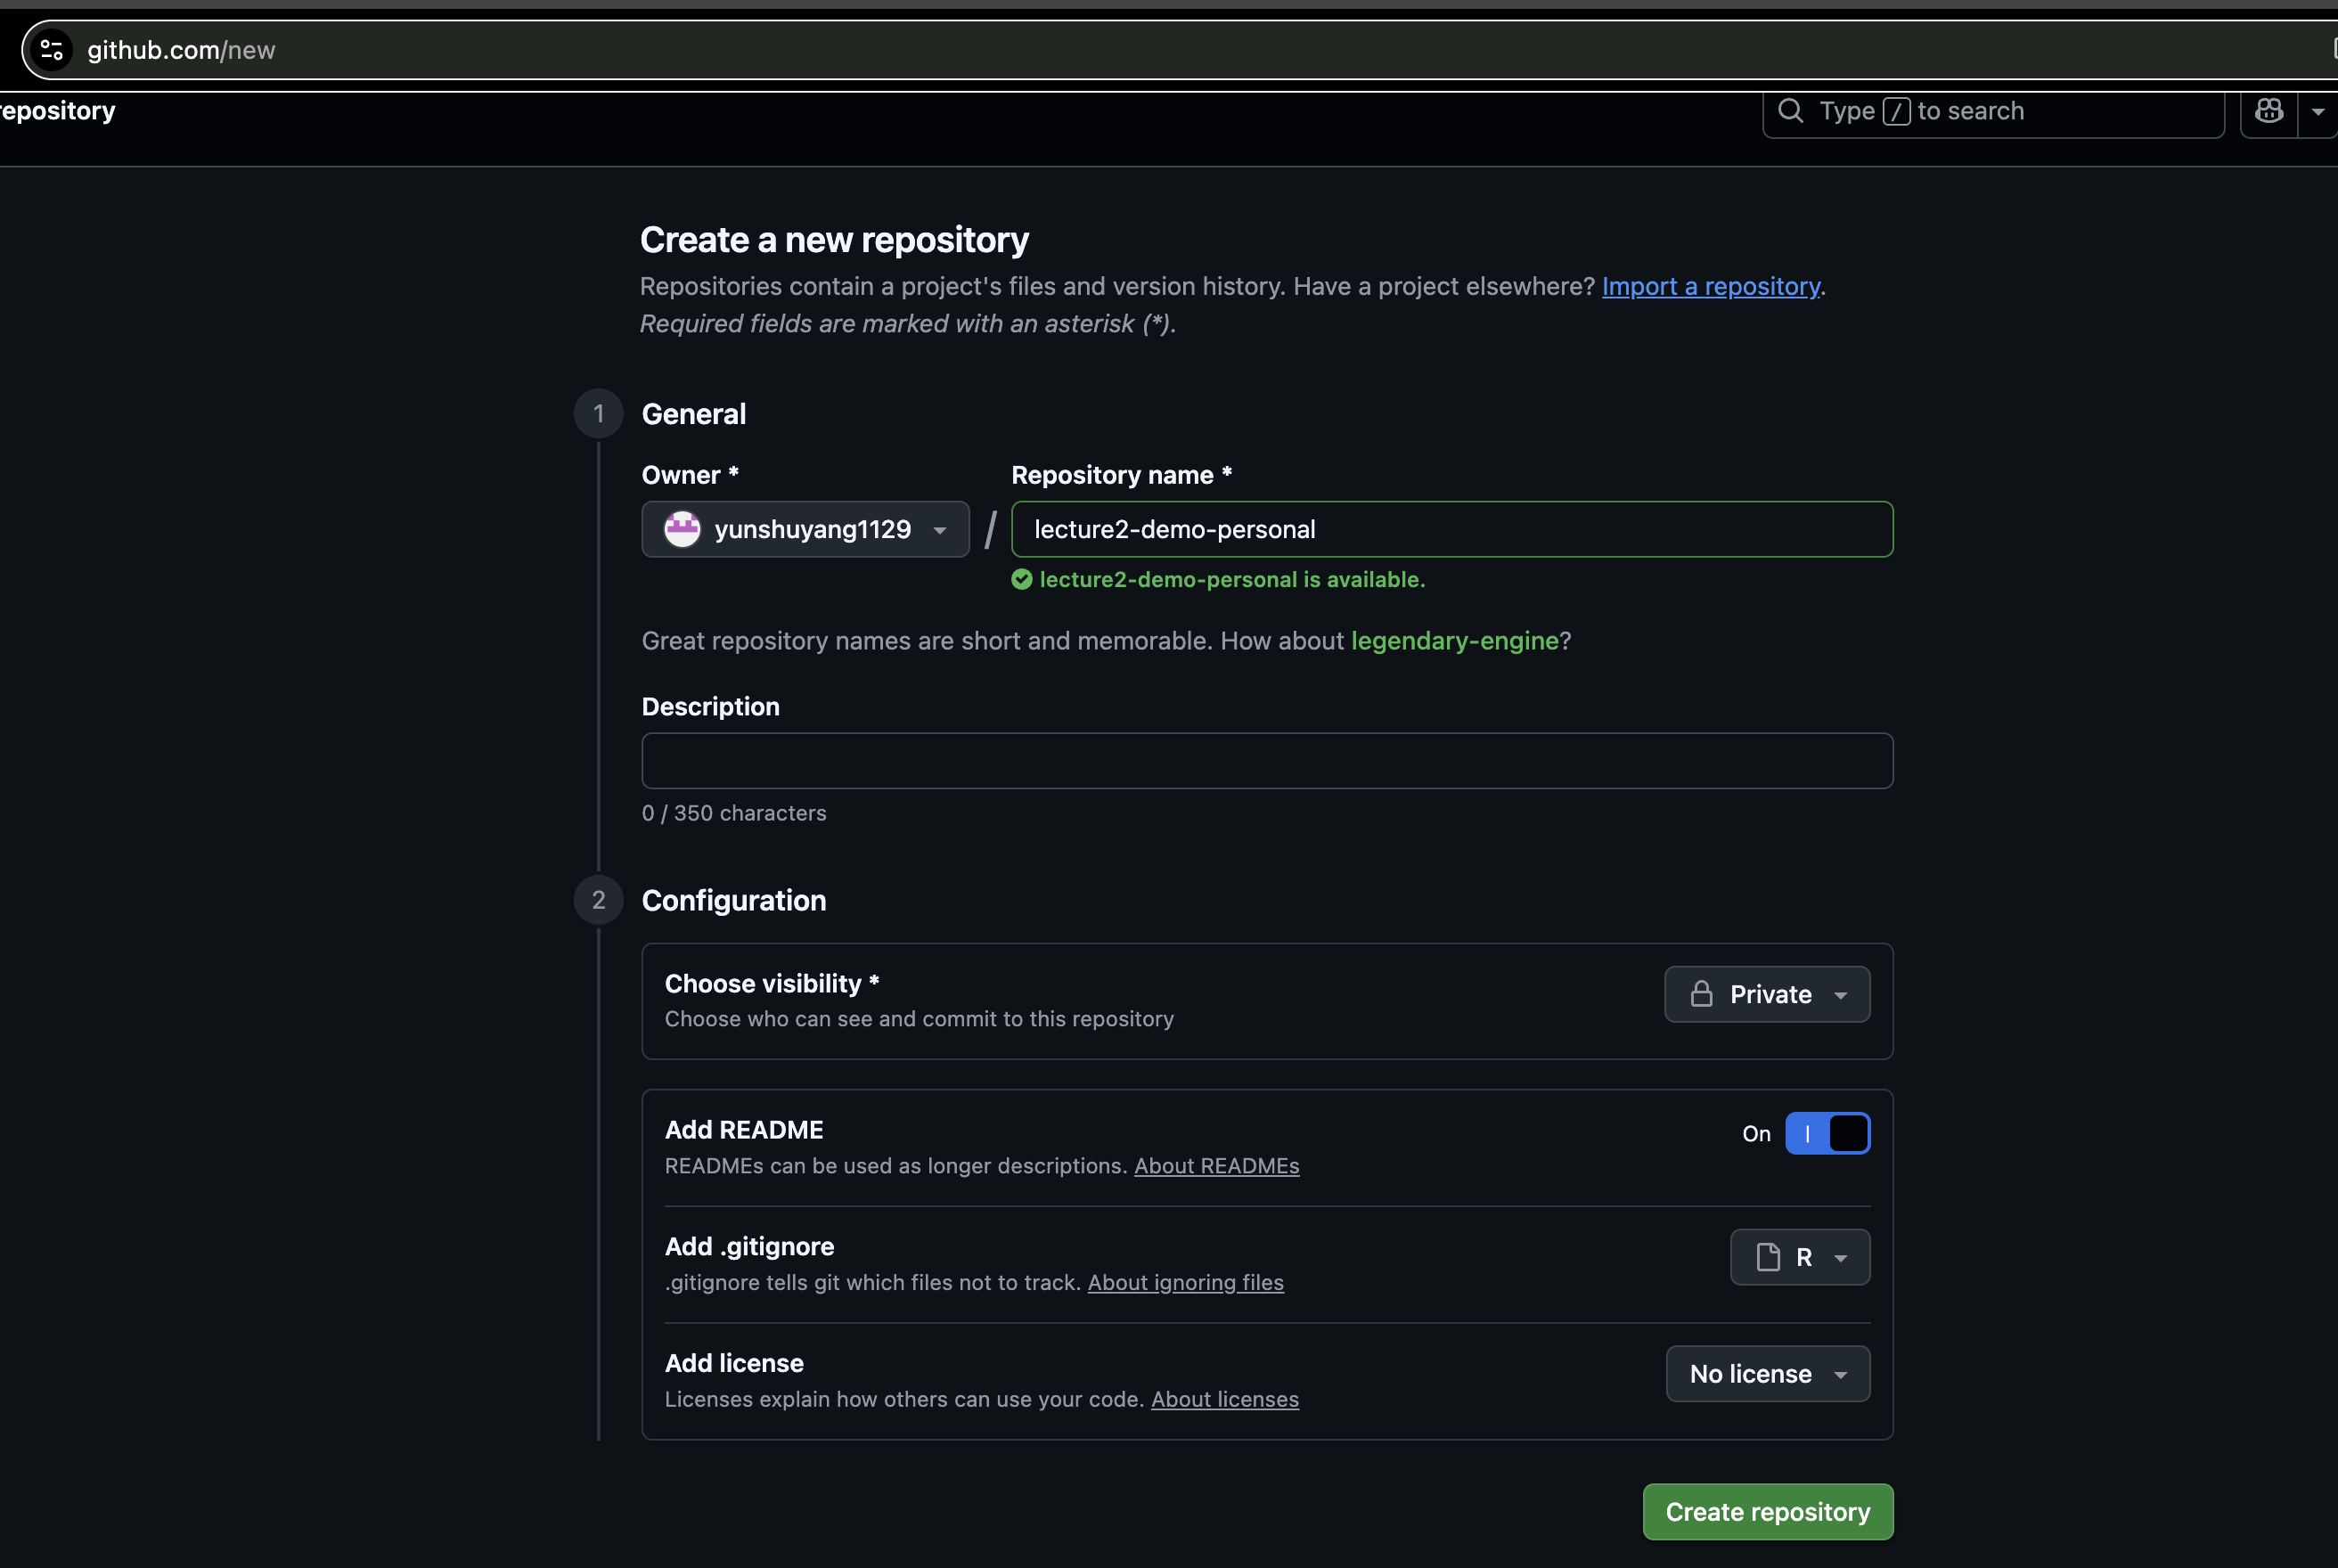 github.com/new
repository
Type / to search
Create a new repository
Repositories contain a project's files and version history. Have a project elsewhere? Import a repository.
Required fields are marked with an asterisk (*).
1 General
Owner * Repository name *
yunshuyang1129 / lecture2-demo-personal
lecture2-demo-personal is available.
Great repository names are short and memorable. How about legendary-engine?
Description
0 / 350 characters
2 Configuration
Choose visibility *
Choose who can see and commit to this repository
Private
Add README
READMEs can be used as longer descriptions. About READMEs
On
Add .gitignore
.gitignore tells git which files not to track. About ignoring files
R
Add license
Licenses explain how others can use your code. About licenses
No license
Create repository